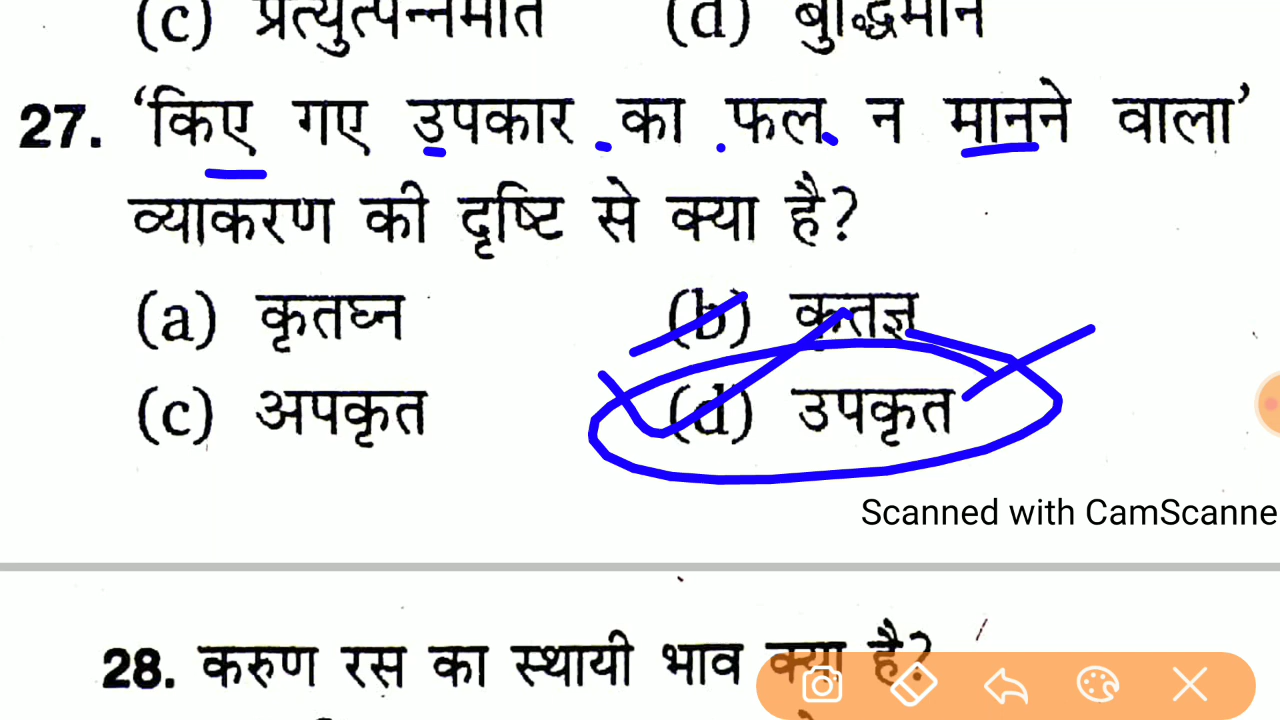 (c) प्रत्युत्पन्नमति (d) बुद्धिमान
27. ‘किए गए उपकार का फल न मानने वाला’
व्याकरण की दृष्टि से क्या है?
(a) कृतघ्न (b) कृतज्ञ
(c) अपकृत (d) उपकृत
Scanned with CamScanne
28. करुण रस का स्थायी भाव क्या है?